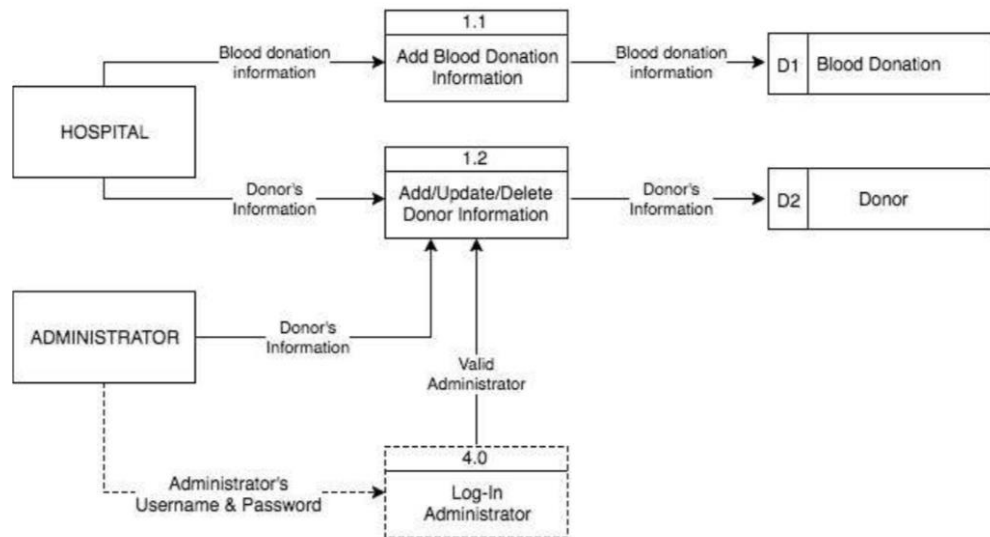 1.1
Blood donation
information
Add Blood Donation
Information
Blood donation
information
D1
Blood Donation
HOSPITAL
1.2
Donor's
Information
Add/Update/Delete
Donor Information
Donor's
Information
D2
Donor
ADMINISTRATOR
Donor's
Information
Valid
Administrator
4.0
Administrator's
Username & Password
Log-In
Administrator